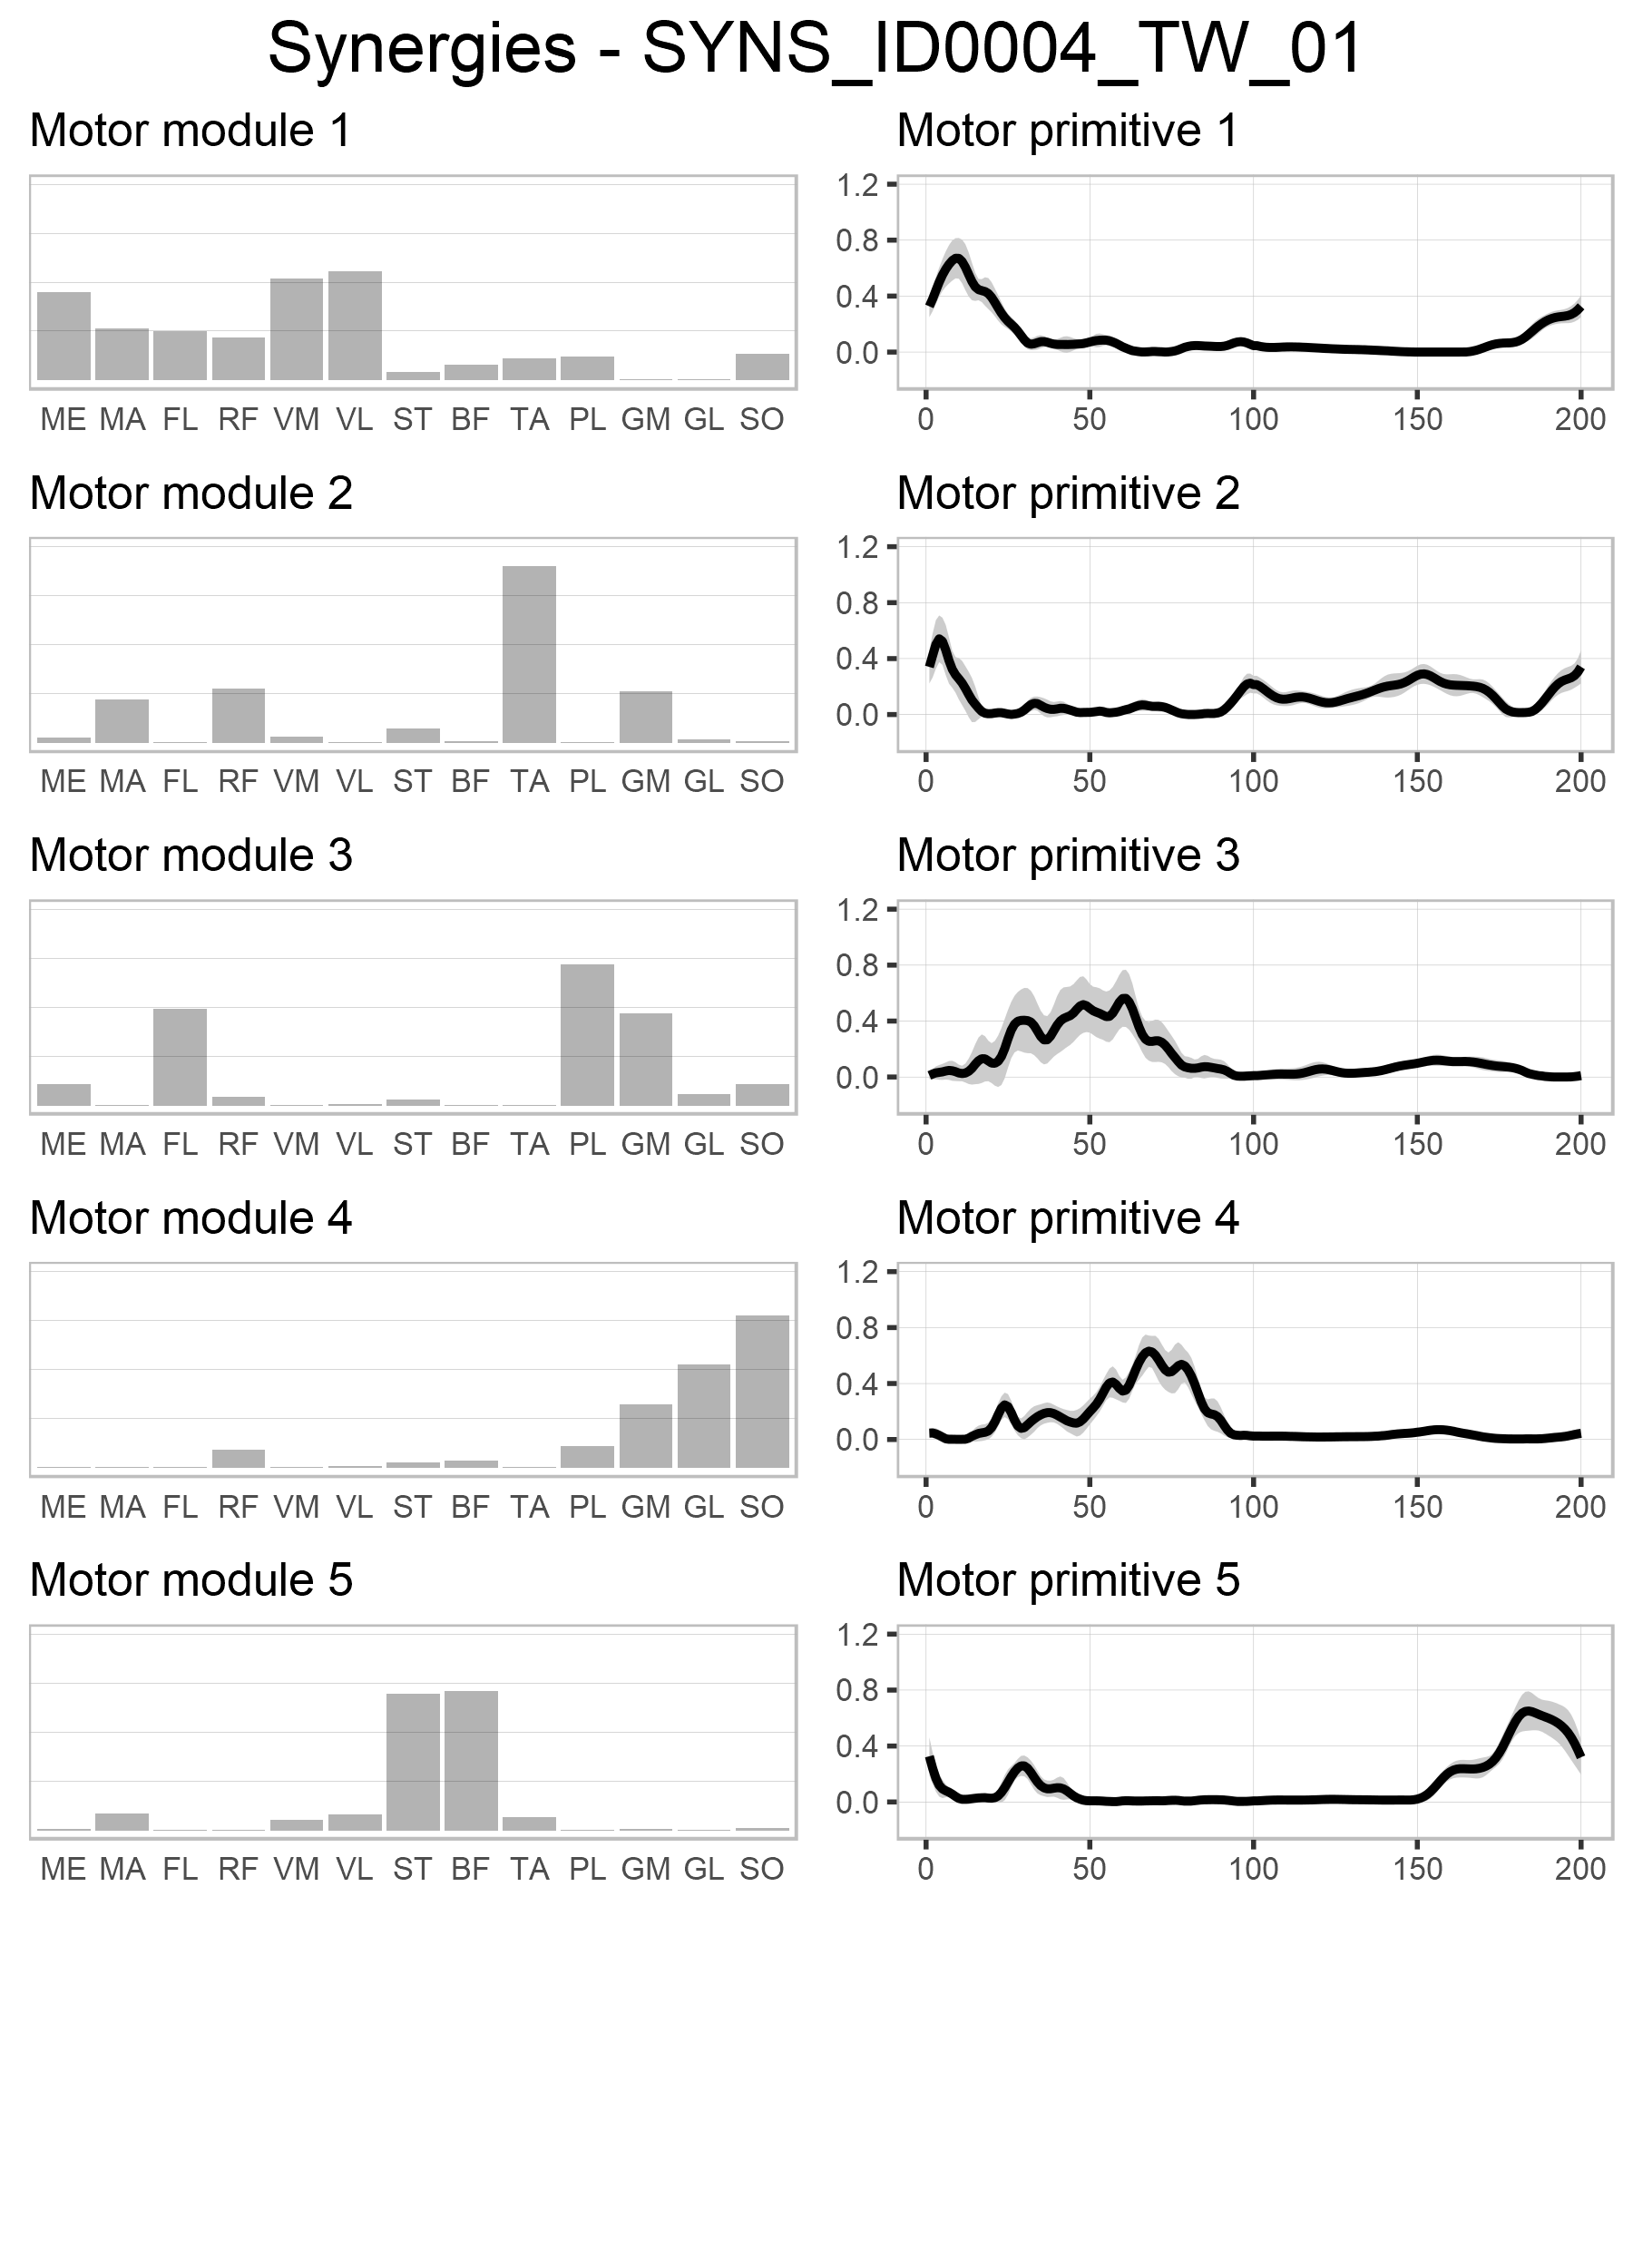 Synergies - SYNS_ID0004_TW_01
Motor module 1
Motor primitive 1
1.2
0.8
0.4
0.0
ME MA FL RF VM VL ST BF TA PL GM GL SO
0 50 100 150 200
Motor module 2
Motor primitive 2
1.2
0.8
0.4
0.0
ME MA FL RF VM VL ST BF TA PL GM GL SO
0 50 100 150 200
Motor module 3
Motor primitive 3
1.2
0.8
0.4
0.0
ME MA FL RF VM VL ST BF TA PL GM GL SO
0 50 100 150 200
Motor module 4
Motor primitive 4
1.2
0.8
0.4
0.0
ME MA FL RF VM VL ST BF TA PL GM GL SO
0 50 100 150 200
Motor module 5
Motor primitive 5
1.2
0.8
0.4
0.0
ME MA FL RF VM VL ST BF TA PL GM GL SO
0 50 100 150 200